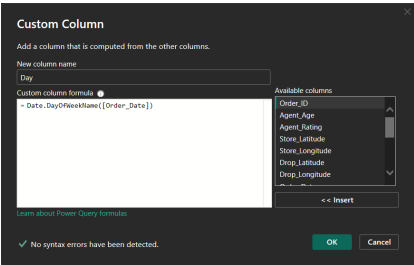 Custom Column
Add a column that is computed from the other columns.
New column name
Day
Custom column formula
= Date.DayOfWeekName([Order_Date])
Available columns
Order_ID
Agent_Age
Agent_Rating
Store_Latitude
Store_Longitude
Drop_Latitude
Drop_Longitude
<< Insert
Learn about Power Query formulas
No syntax errors have been detected.
OK
Cancel